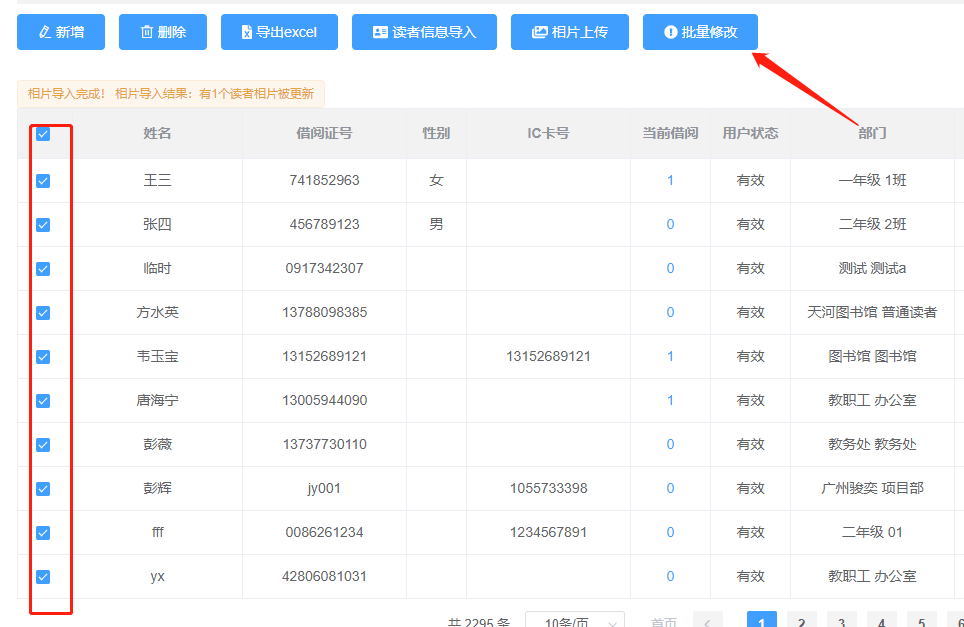 新增 删除 导出excel 读者信息导入 相片上传 批量修改
相片导入完成! 相片导入结果: 有1个读者相片被更新
姓名 借阅证号 性别 IC卡号 当前借阅 用户状态 部门
王三 741852963 女 1 有效 一年级 1班
张四 456789123 男 0 有效 二年级 2班
临时 0917342307 0 有效 测试 测试a
方水英 13788098385 0 有效 天河图书馆 普通读者
韦玉宝 13152689121 13152689121 1 有效 图书馆 图书馆
唐海宁 13005944090 1 有效 教职工 办公室
彭薇 13737730110 0 有效 教务处 教务处
彭辉 jy001 1055733398 0 有效 广州骏奕 项目部
fff 0086261234 1234567891 0 有效 二年级 01
yx 42806081031 0 有效 教职工 办公室
共 2295 条 10条/页 首页 1 2 3 4 5 6